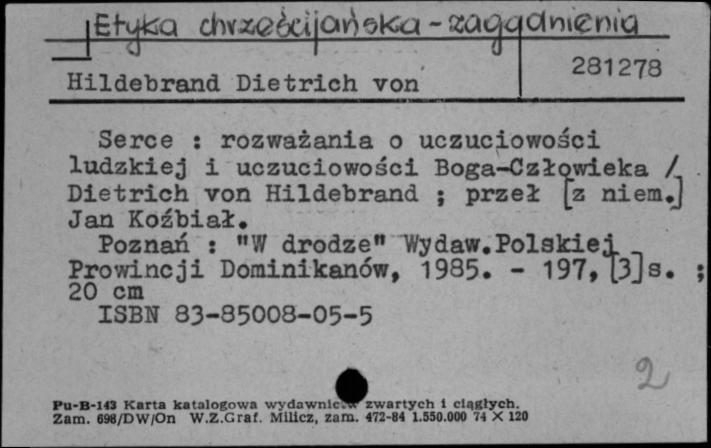 Etyka chrześcijańska - zagadnienia
281278
Hildebrand Dietrich von
Serce : rozważania o uczuciowości
ludzkiej i uczuciowości Boga-Człowieka /
Dietrich von Hildebrand ; przeł [z niem.]
Jan Koźbiał.
Poznań : "W drodze" Wydaw.Polskiej
Prowincji Dominikanów, 1985. - 197, [3]s. ;
20 cm
ISBN 83-85008-05-5
2
Pu-B-143 Karta katalogowa wydawnictw zwartych i ciągłych.
Zam. 698/DW/On W.Z.Graf. Milicz, zam. 472-84 1.550.000 74 X 120